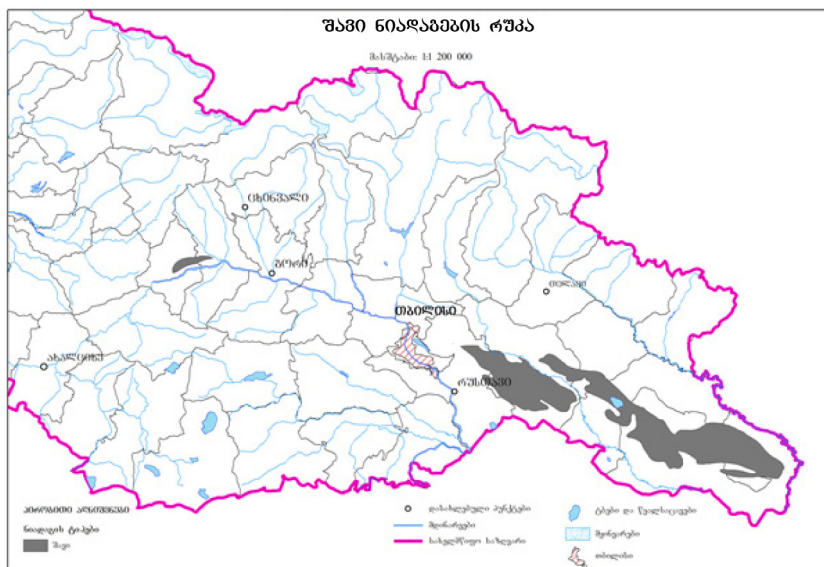 შავი ნიადაგების რუკა
მასშტაბი: 1:1 200 000
ცხინვალი
გორი
თელავი
თბილისი
ახალციხე
რუსთავი
პირობითი აღნიშვნები
ნიადაგის ტიპები
შავი
დასახლებული პუნქტები
მდინარეები
სახელმწიფო საზღვარი
ტბები და წყალსაცავები
მყინვარები
თბილისი